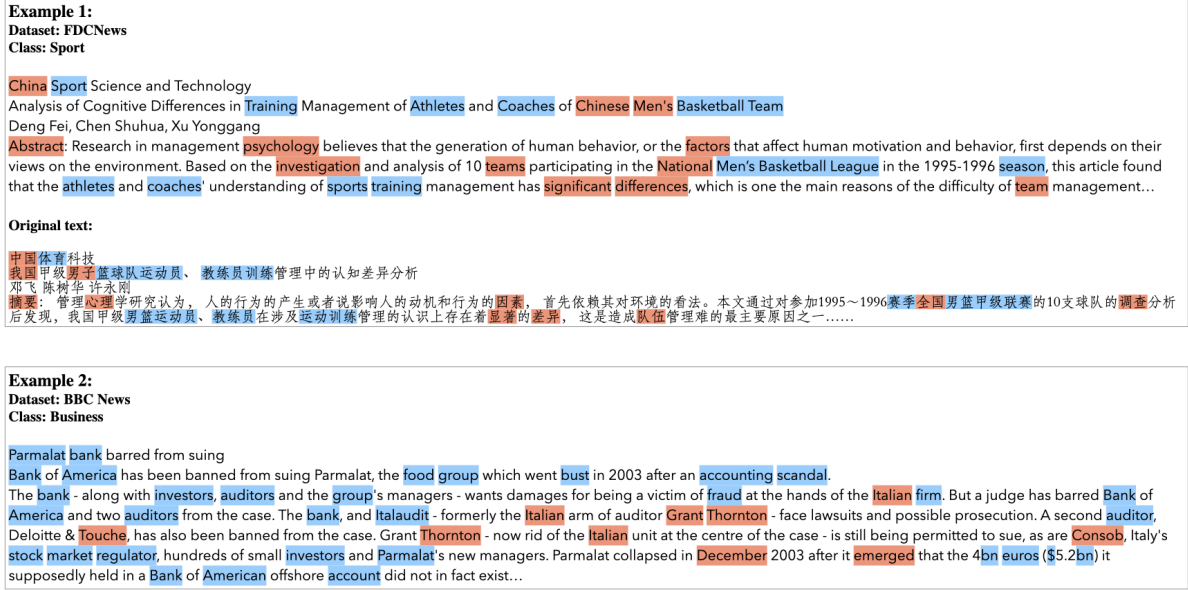 Example 1:
Dataset: FDCNews
Class: Sport
China Sport Science and Technology
Analysis of Cognitive Differences in Training Management of Athletes and Coaches of Chinese Men's Basketball Team
Deng Fei, Chen Shuhua, Xu Yonggang
Abstract: Research in management psychology believes that the generation of human behavior, or the factors that affect human motivation and behavior, first depends on their
views on the environment. Based on the investigation and analysis of 10 teams participating in the National Men's Basketball League in the 1995-1996 season, this article found
that the athletes and coaches' understanding of sports training management has significant differences, which is one the main reasons of the difficulty of team management...
Original text:
中国体育科技
我国甲级男子篮球队运动员、 教练员训练管理中的认知差异分析
邓飞 陈树华 许永刚
摘要： 管理心理学研究认为， 人的行为的产生或者说影响人的动机和行为的因素， 首先依赖其对环境的看法。本文通过对参加1995～1996赛季全国男篮甲级联赛的10支球队的调查分析
后发现，我国甲级男篮运动员、教练员在涉及运动训练管理的认识上存在着显著的差异， 这是造成队伍管理难的最主要原因之一……
Example 2:
Dataset: BBC News
Class: Business
Parmalat bank barred from suing
Bank of America has been banned from suing Parmalat, the food group which went bust in 2003 after an accounting scandal.
The bank - along with investors, auditors and the group's managers - wants damages for being a victim of fraud at the hands of the Italian firm. But a judge has barred Bank of
America and two auditors from the case. The bank, and Italaudit - formerly the Italian arm of auditor Grant Thornton - face lawsuits and possible prosecution. A second auditor,
Deloitte & Touche, has also been banned from the case. Grant Thornton - now rid of the Italian unit at the centre of the case - is still being permitted to sue, as are Consob, Italy's
stock market regulator, hundreds of small investors and Parmalat's new managers. Parmalat collapsed in December 2003 after it emerged that the 4bn euros ($5.2bn) it
supposedly held in a Bank of American offshore account did not in fact exist...